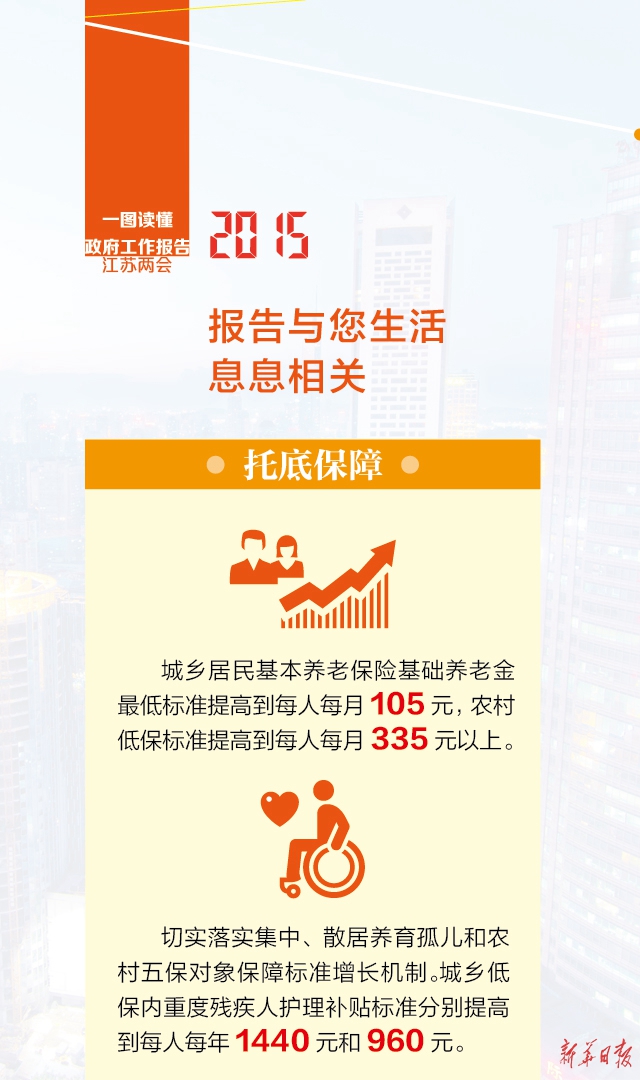 一图读懂
政府工作报告
江苏两会
2015
报告与您生活
息息相关
托底保障
城乡居民基本养老保险基础养老金
最低标准提高到每人每月105元，农村
低保标准提高到每人每月335元以上。
切实落实集中、散居养育孤儿和农
村五保对象保障标准增长机制。城乡低
保内重度残疾人护理补贴标准分别提高
到每人每年1440元和960元。
新华日报